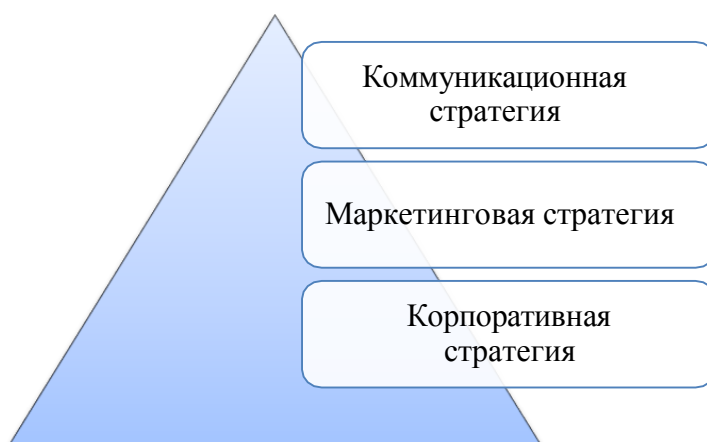 Коммуникационная
стратегия
Маркетинговая стратегия
Корпоративная
стратегия